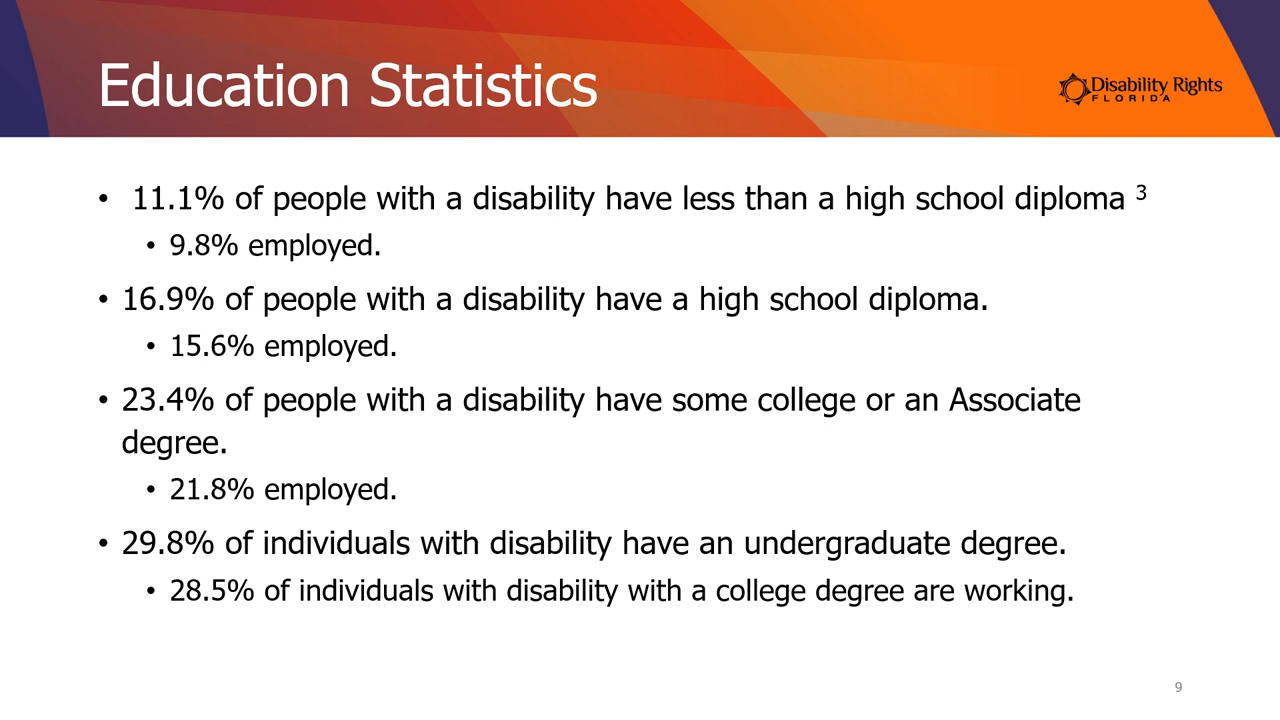 Education Statistics
Disability Rights
FLORIDA
• 11.1% of people with a disability have less than a high school diploma ³
• 9.8% employed.
• 16.9% of people with a disability have a high school diploma.
• 15.6% employed.
• 23.4% of people with a disability have some college or an Associate
degree.
• 21.8% employed.
• 29.8% of individuals with disability have an undergraduate degree.
• 28.5% of individuals with disability with a college degree are working.
9